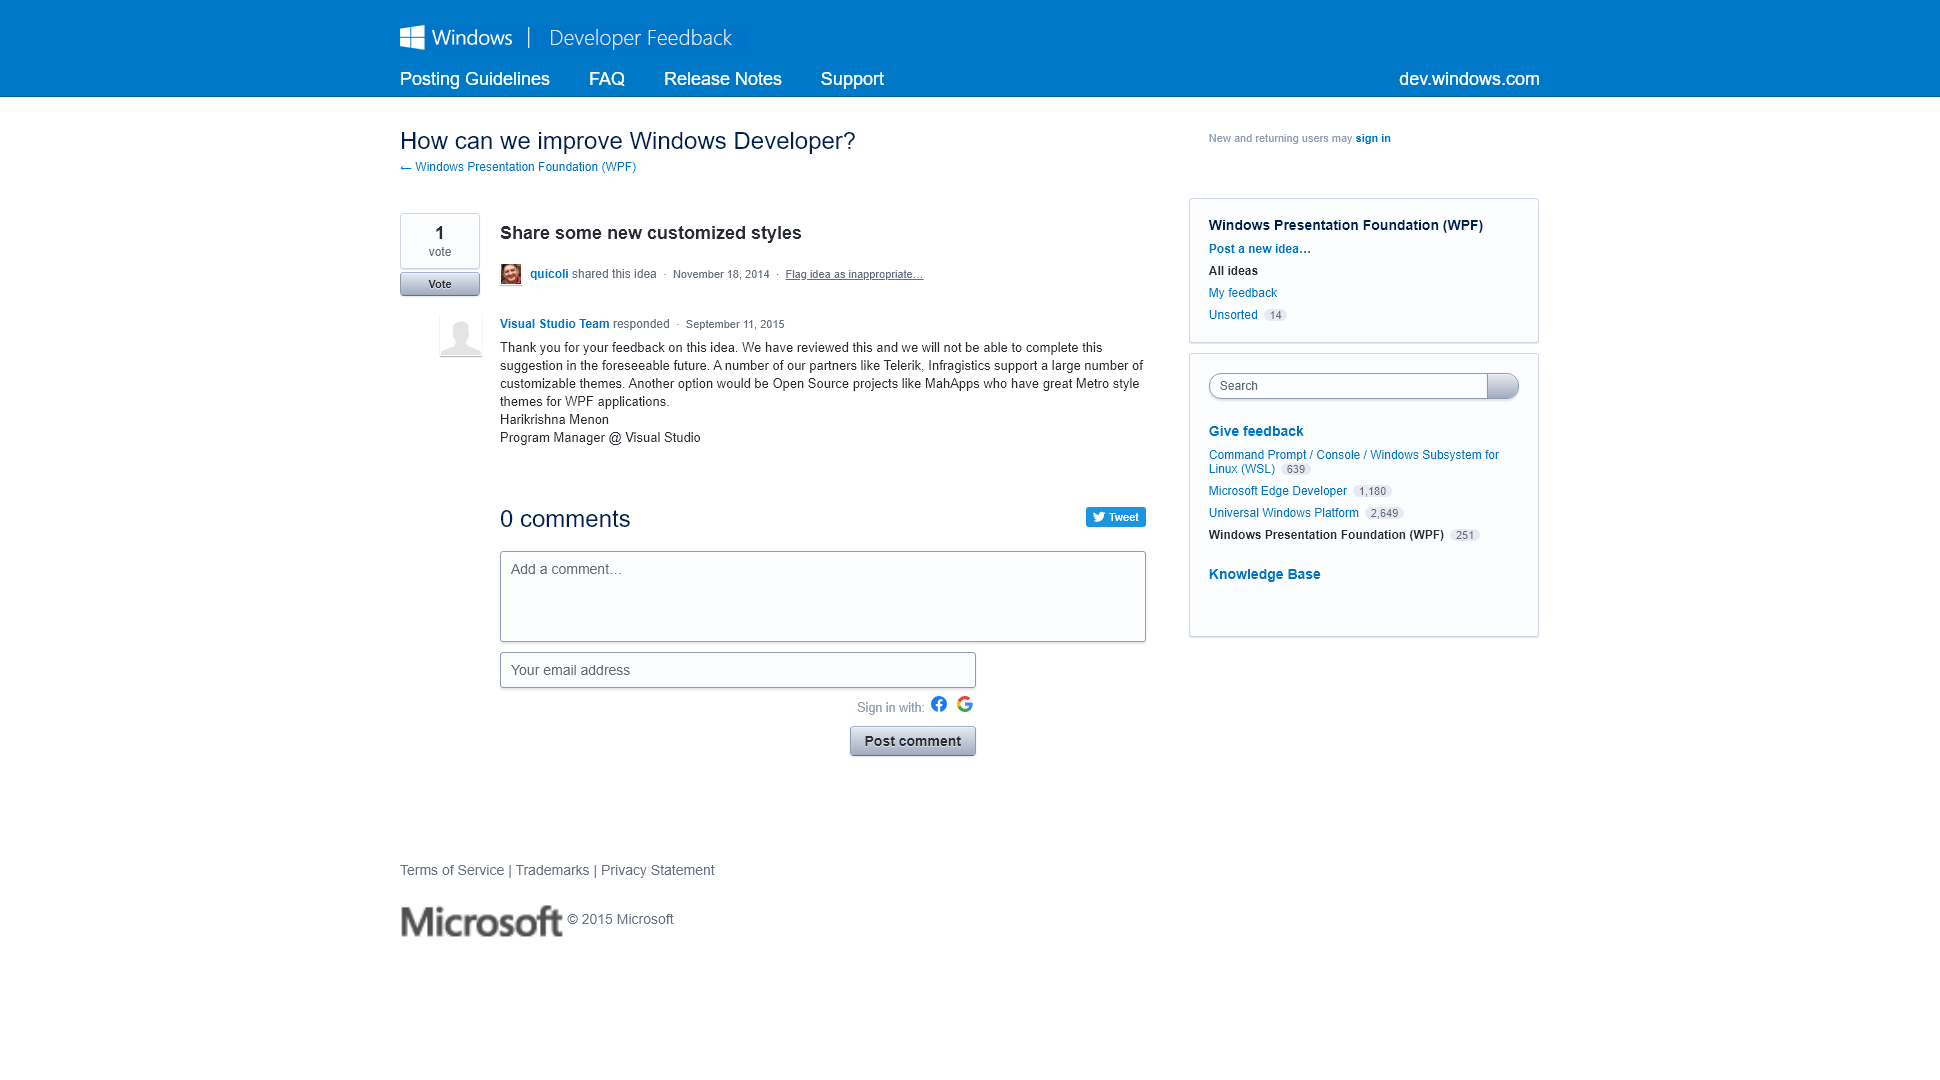 Windows | Developer Feedback
Posting Guidelines FAQ Release Notes Support dev.windows.com
How can we improve Windows Developer?
← Windows Presentation Foundation (WPF)
New and returning users may sign in
1
vote
Vote
Share some new customized styles
quicoli shared this idea · November 18, 2014 · Flag idea as inappropriate…
Visual Studio Team responded · September 11, 2015
Thank you for your feedback on this idea. We have reviewed this and we will not be able to complete this
suggestion in the foreseeable future. A number of our partners like Telerik, Infragistics support a large number of
customizable themes. Another option would be Open Source projects like MahApps who have great Metro style
themes for WPF applications.
Harikrishna Menon
Program Manager @ Visual Studio
0 comments
Tweet
Add a comment…
Your email address
Sign in with:
Post comment
Windows Presentation Foundation (WPF)
Post a new idea…
All ideas
My feedback
Unsorted 14
Search
Give feedback
Command Prompt / Console / Windows Subsystem for
Linux (WSL) 639
Microsoft Edge Developer 1,180
Universal Windows Platform 2,649
Windows Presentation Foundation (WPF) 251
Knowledge Base
Terms of Service | Trademarks | Privacy Statement
Microsoft © 2015 Microsoft